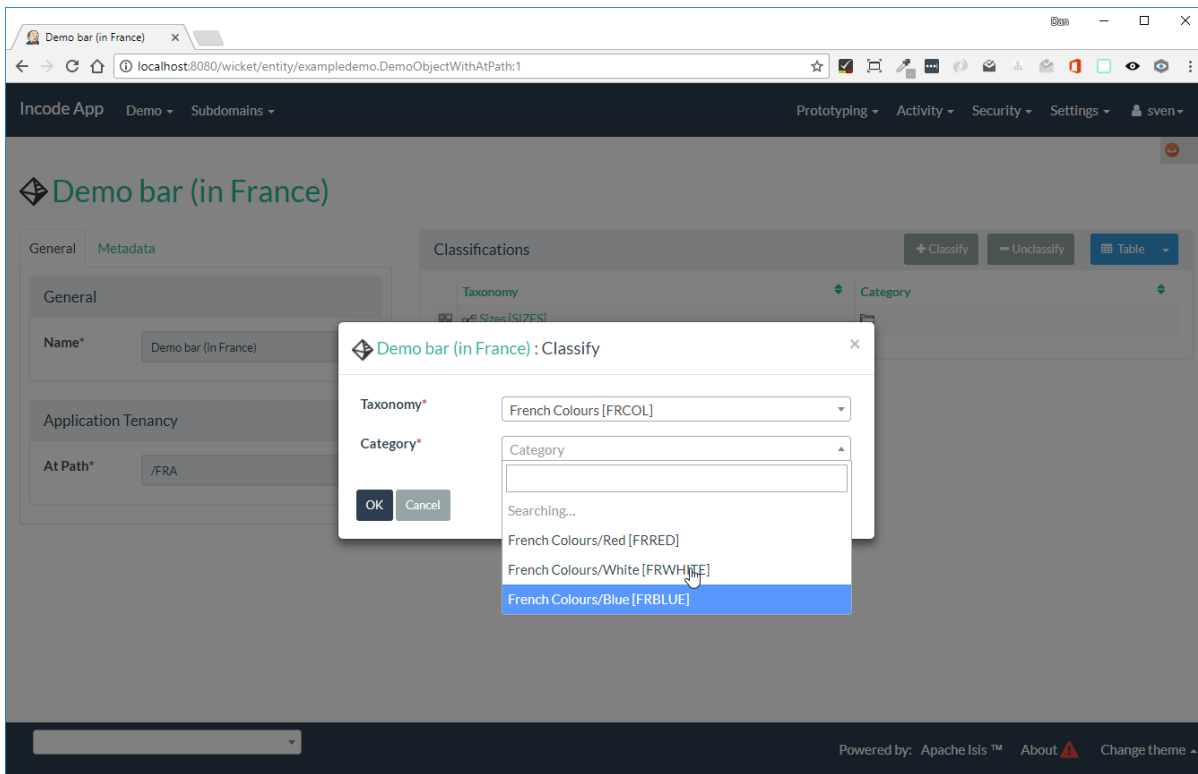 Dan
Demo bar (in France)
localhost:8080/wicket/entity/exampledemo.DemoObjectWithAtPath:1
Incode App Demo Subdomains Prototyping Activity Security Settings sven
Demo bar (in France)
General Metadata
Classifications + Classify Unclassify Table
General
Taxonomy Category
Sizes [SIZES]
Name* Demo bar (in France)
Demo bar (in France) : Classify ×
Taxonomy* French Colours [FRCOL]
Application Tenancy
Category* Category
At Path* /FRA
OK Cancel
Searching...
French Colours/Red [FRRED]
French Colours/White [FRWHITE]
French Colours/Blue [FRBLUE]
Powered by: Apache Isis ™ About Change theme